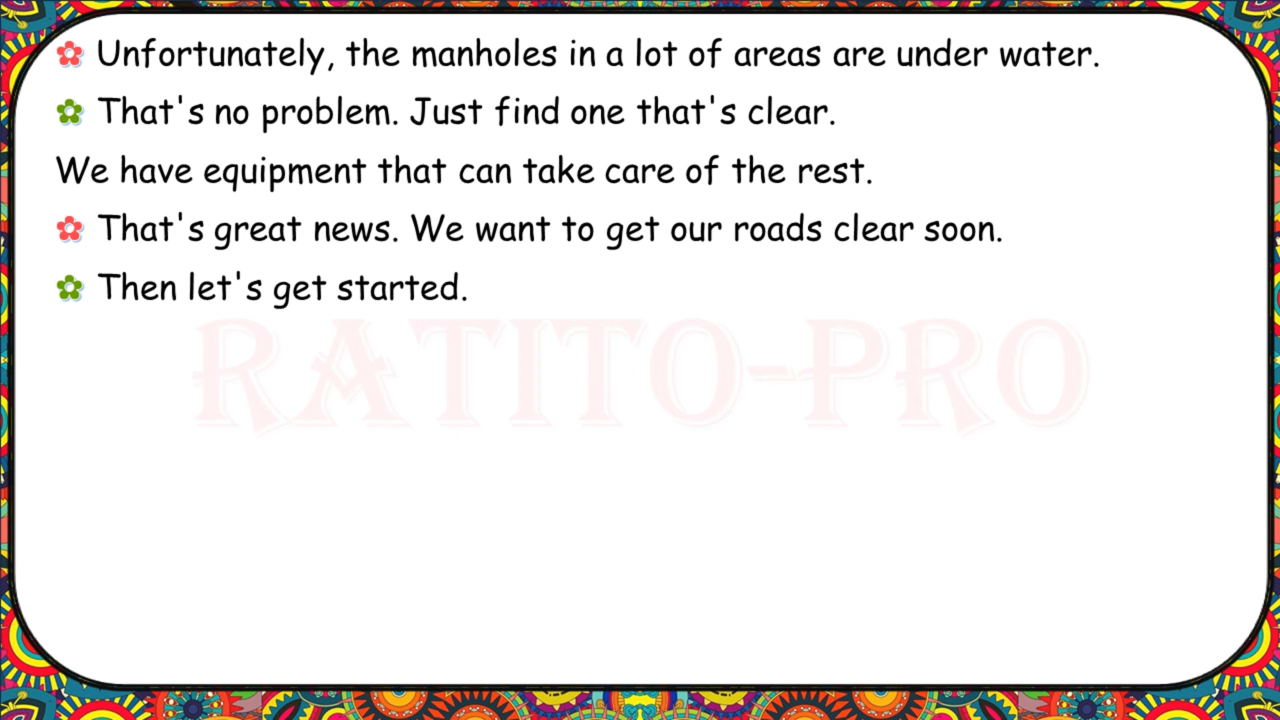 Unfortunately, the manholes in a lot of areas are under water.
That's no problem. Just find one that's clear.
We have equipment that can take care of the rest.
That's great news. We want to get our roads clear soon.
Then let's get started.
RATITO-PRO